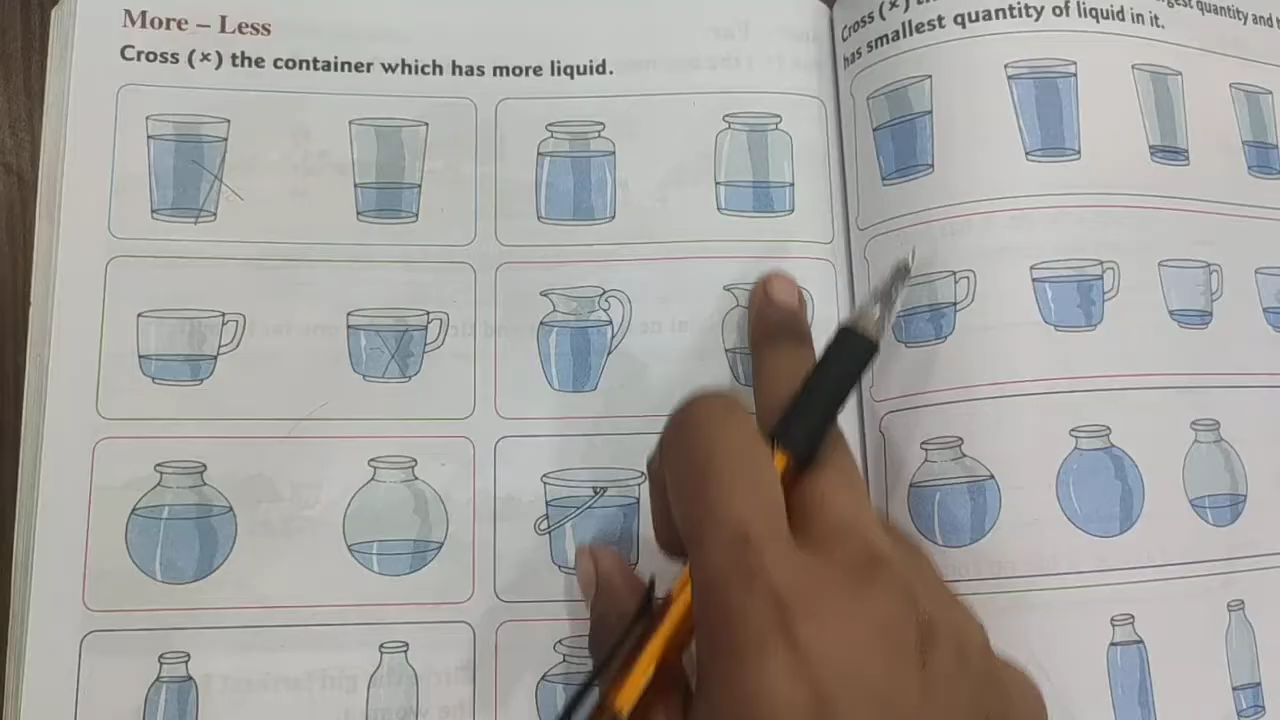 More – Less
Cross (×) the container which has more liquid.
Cross (×)
quantity and
has smallest quantity of liquid in it.